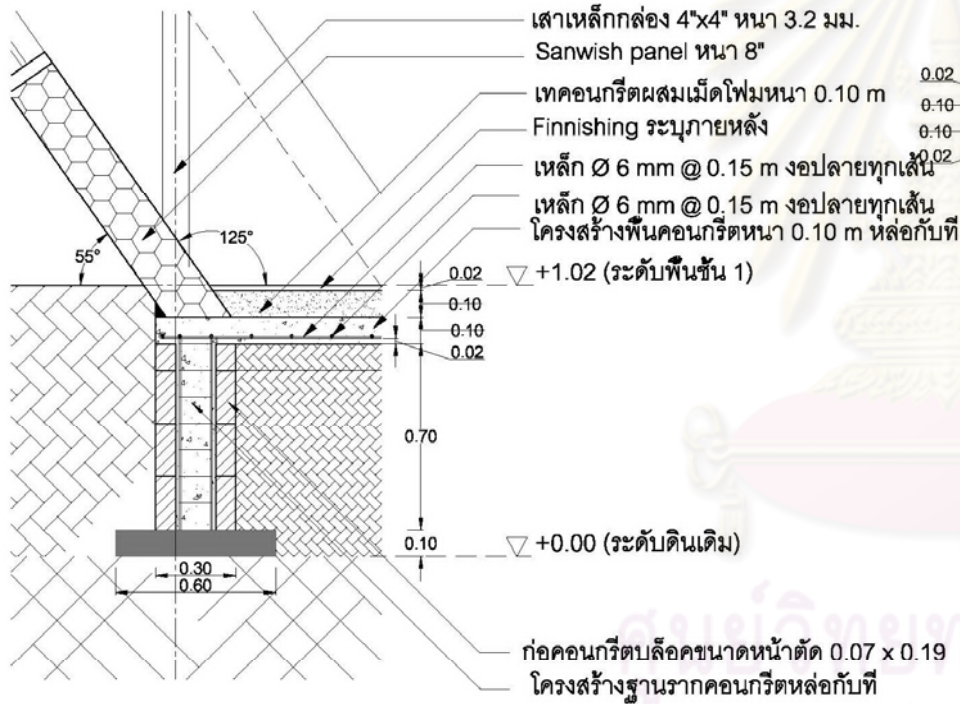 เสาเหล็กกล่อง 4"x4" หนา 3.2 มม.
Sanwish panel หนา 8"
เทคอนกรีตผสมเม็ดโฟมหนา 0.10 m
Finnishing ระบุภายหลัง
เหล็ก Ø 6 mm @ 0.15 m งอปลายทุกเส้น
เหล็ก Ø 6 mm @ 0.15 m งอปลายทุกเส้น
โครงสร้างพื้นคอนกรีตหนา 0.10 m หล่อกับที่
0.02
0.10
0.10
0.02
125°
55°
0.02
+1.02 (ระดับพื้นชั้น 1)
0.10
0.10
0.02
0.70
0.10
+0.00 (ระดับดินเดิม)
0.30
0.60
ก่อคอนกรีตบล็อคขนาดหน้าตัด 0.07 x 0.19
โครงสร้างฐานรากคอนกรีตหล่อกับที่
ศูนย์วิทยท